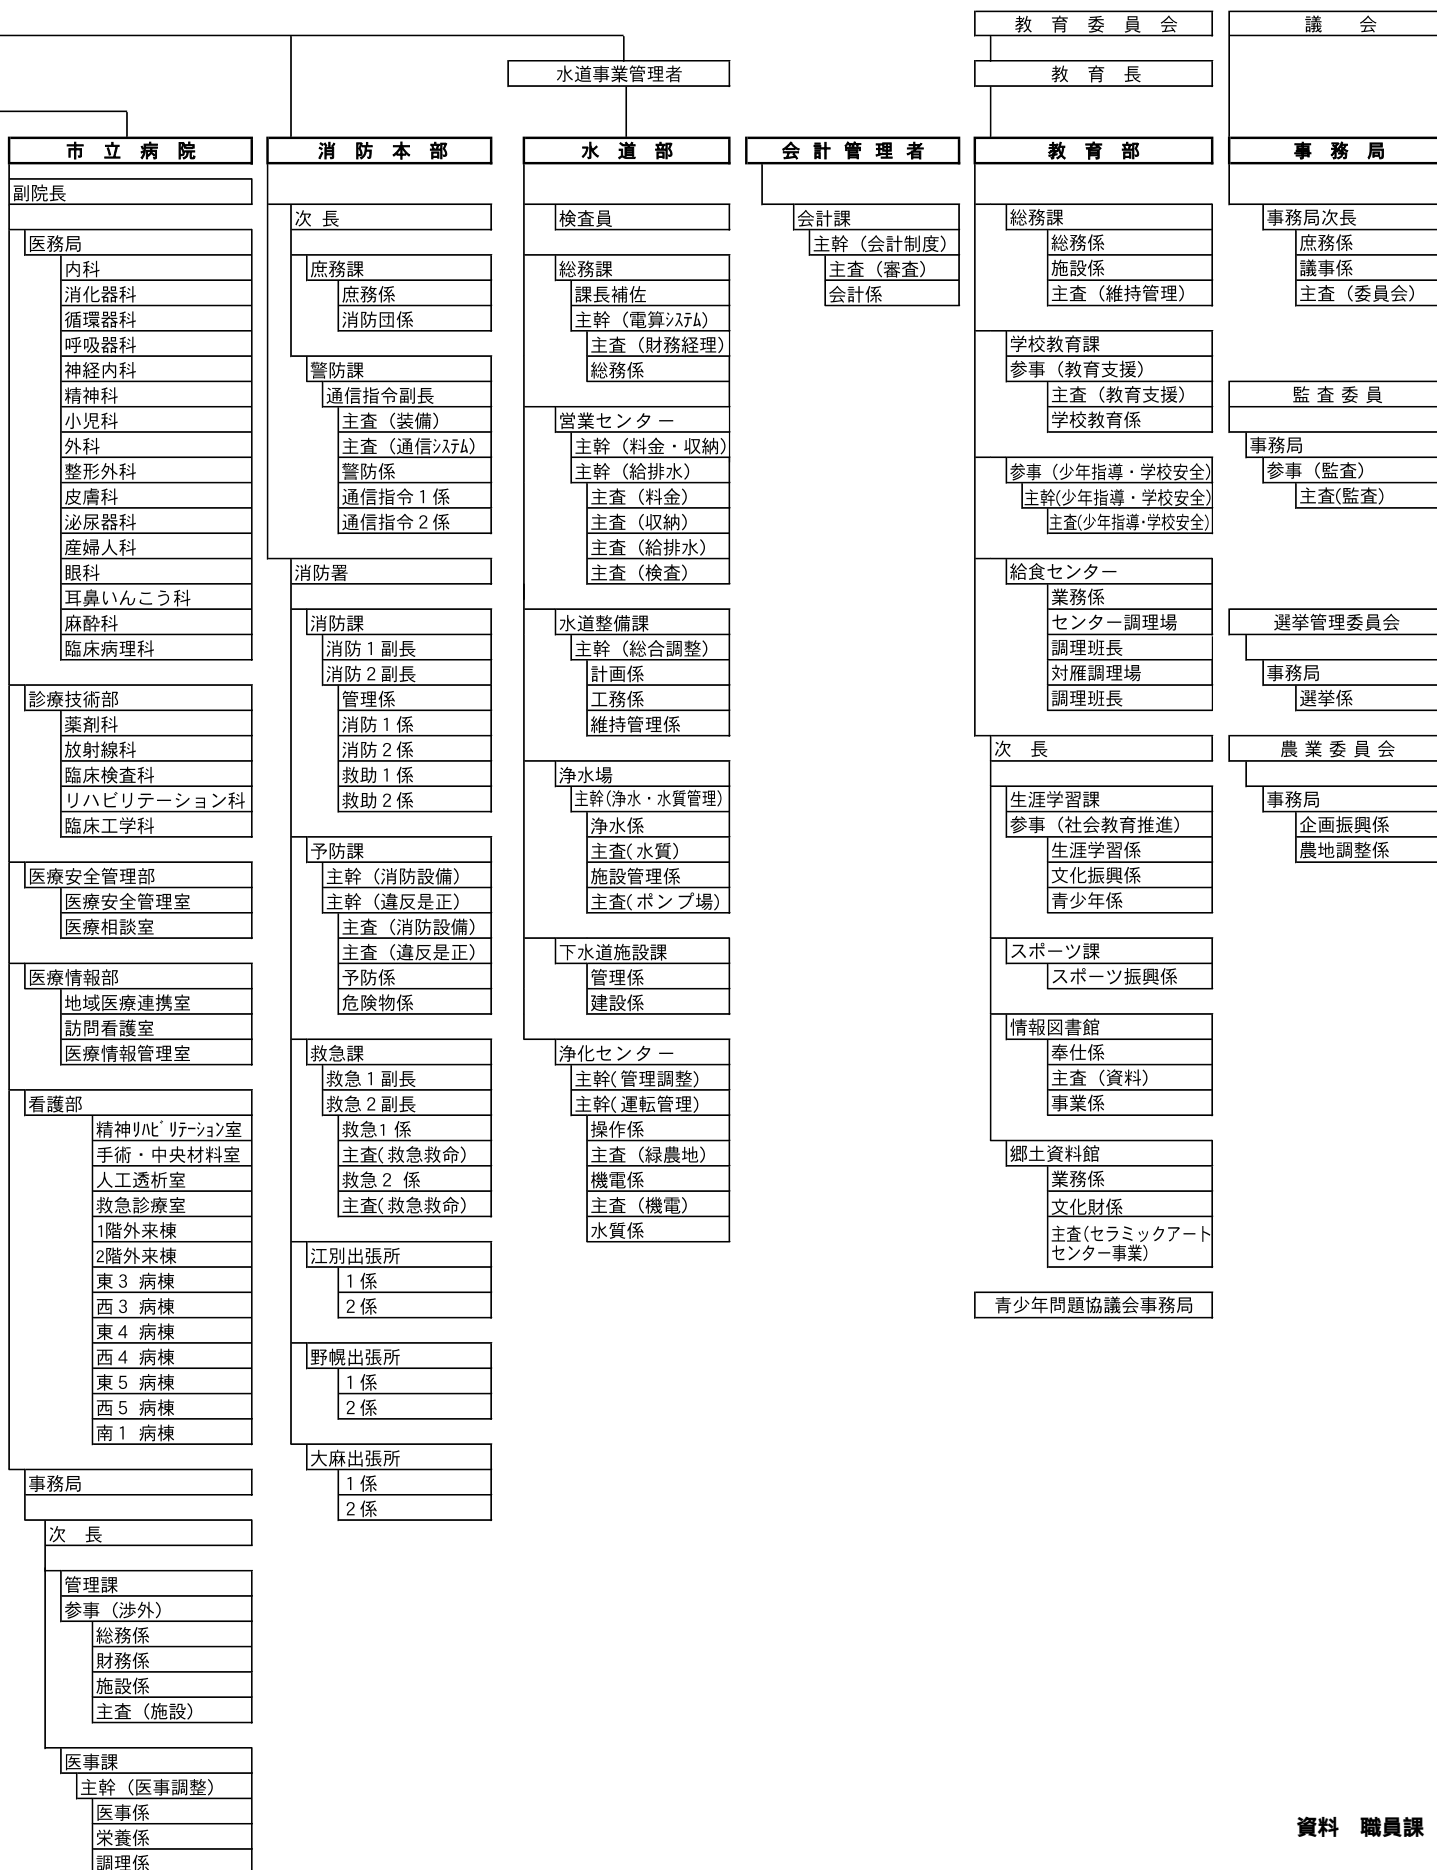 教育委員会
議会
水道事業管理者
教育長
市立病院
副院長
医務局
内科
消化器科
循環器科
呼吸器科
神経内科
精神科
小児科
外科
整形外科
皮膚科
泌尿器科
産婦人科
眼科
耳鼻いんこう科
麻酔科
臨床病理科
診療技術部
薬剤科
放射線科
臨床検査科
リハビリテーション科
臨床工学科
医療安全管理部
医療安全管理室
医療相談室
医療情報部
地域医療連携室
訪問看護室
医療情報管理室
看護部
精神ﾘﾊﾋﾞﾘﾃｰｼｮﾝ室
手術・中央材料室
人工透析室
救急診療室
1階外来棟
2階外来棟
東3 病棟
西3 病棟
東4 病棟
西4 病棟
東5 病棟
西5 病棟
南1 病棟
事務局
次 長
管理課
参事（渉外）
総務係
財務係
施設係
主査（施設）
医事課
主幹（医事調整）
医事係
栄養係
調理係
消防本部
次 長
庶務課
庶務係
消防団係
警防課
通信指令副長
主査（装備）
主査（通信ｼｽﾃﾑ）
警防係
通信指令1係
通信指令2係
消防署
消防課
消防1副長
消防2副長
管理係
消防1係
消防2係
救助1係
救助2係
予防課
主幹（消防設備）
主幹（違反是正）
主査（消防設備）
主査（違反是正）
予防係
危険物係
救急課
救急1副長
救急2副長
救急1係
主査(救急救命)
救急2 係
主査(救急救命)
江別出張所
1係
2係
野幌出張所
1係
2係
大麻出張所
1係
2係
水道部
検査員
総務課
課長補佐
主幹（電算ｼｽﾃﾑ）
主査（財務経理）
総務係
営業センター
主幹（料金・収納）
主幹（給排水）
主査（料金）
主査（収納）
主査（給排水）
主査（検査）
水道整備課
主幹（総合調整）
計画係
工務係
維持管理係
浄水場
主幹(浄水・水質管理)
浄水係
主査(水質)
施設管理係
主査(ポンプ場)
下水道施設課
管理係
建設係
浄化センター
主幹(管理調整)
主幹(運転管理)
操作係
主査（緑農地）
機電係
主査（機電）
水質係
会計管理者
会計課
主幹（会計制度）
主査（審査）
会計係
教育部
総務課
総務係
施設係
主査（維持管理）
学校教育課
参事（教育支援）
主査（教育支援）
学校教育係
参事（少年指導・学校安全）
主幹(少年指導・学校安全)
主査(少年指導･学校安全)
給食センター
業務係
センター調理場
調理班長
対雁調理場
調理班長
次 長
生涯学習課
参事（社会教育推進）
生涯学習係
文化振興係
青少年係
スポーツ課
スポーツ振興係
情報図書館
奉仕係
主査（資料）
事業係
郷土資料館
業務係
文化財係
主査(セラミックアート
センター事業)
青少年問題協議会事務局
事務局
事務局次長
庶務係
議事係
主査（委員会）
監査委員
事務局
参事（監査）
主査(監査)
選挙管理委員会
事務局
選挙係
農業委員会
事務局
企画振興係
農地調整係
資料 職員課